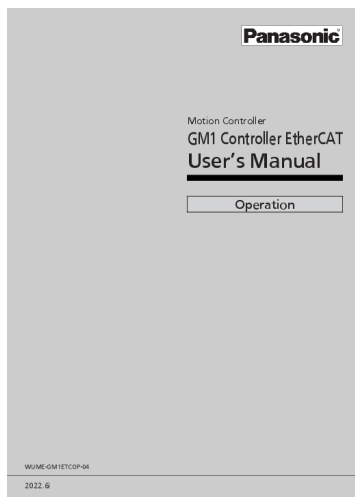 Panasonic
Motion Controller
GM1 Controller EtherCAT
User's Manual
Operation
WUME-GM1ETCOP-04
2022.6